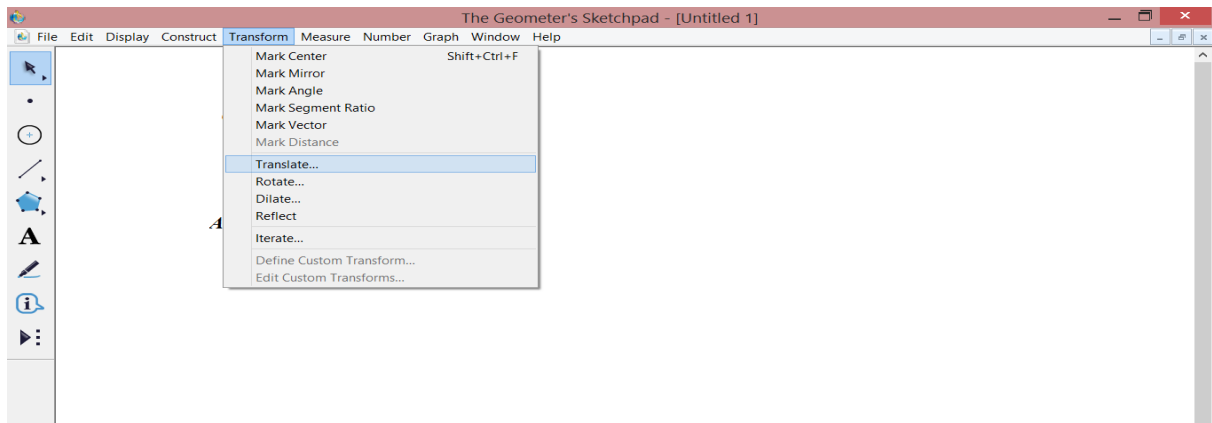 The Geometer's Sketchpad - [Untitled 1]
File Edit Display Construct Transform Measure Number Graph Window Help
Mark Center Shift+Ctrl+F
Mark Mirror
Mark Angle
Mark Segment Ratio
Mark Vector
Mark Distance
Translate...
Rotate...
Dilate...
Reflect
A
A
Iterate...
Define Custom Transform...
Edit Custom Transforms...